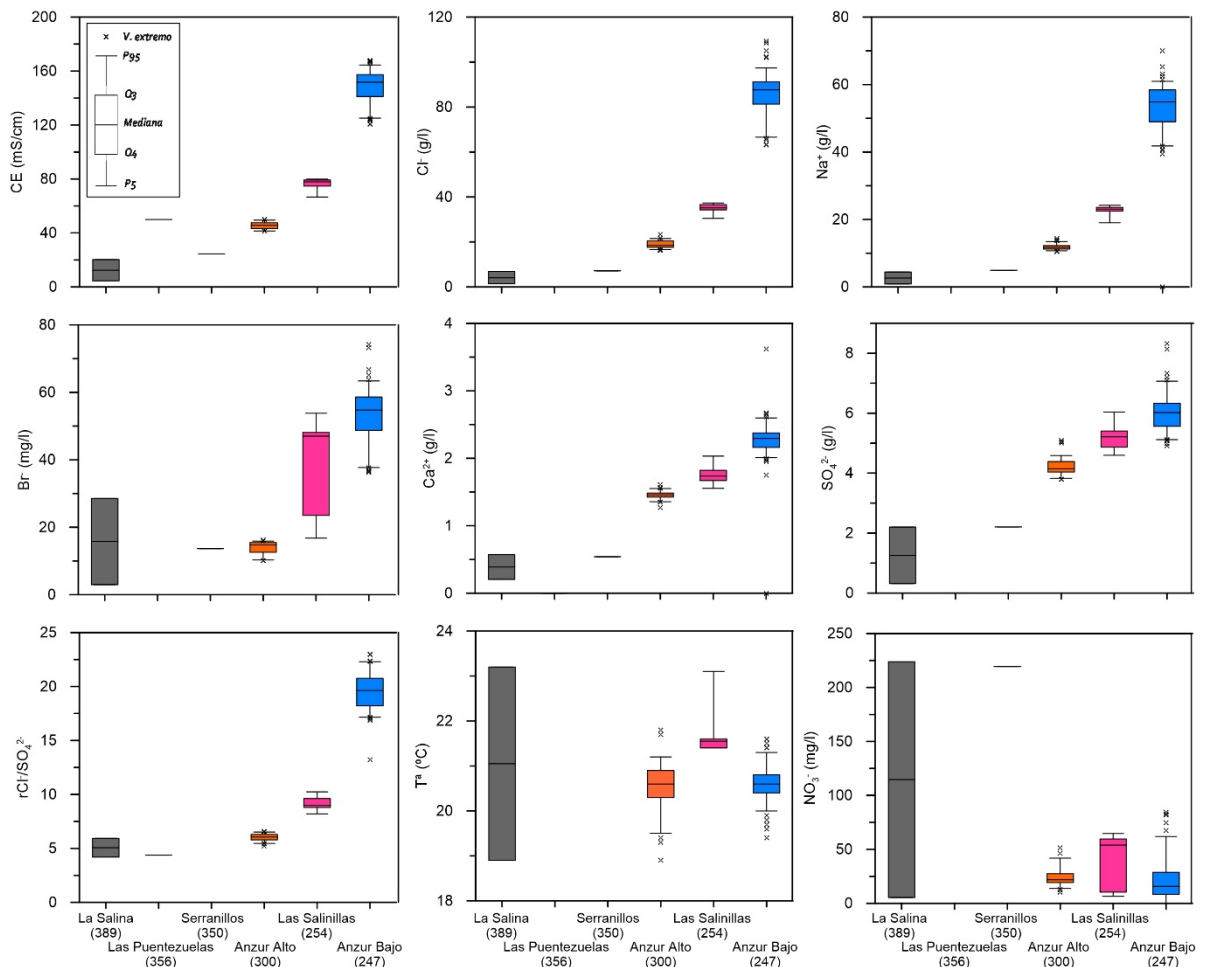 CE (mS/cm)
200
160
120
80
40
0
V. extremo
P95
Q3
Mediana
Q4
P5
Cl- (g/l)
120
80
40
0
Na+ (g/l)
80
60
40
20
0
Br- (mg/l)
80
60
40
20
0
Ca2+ (g/l)
4
3
2
1
0
SO42- (g/l)
8
6
4
2
0
rCl-/SO42-
25
20
15
10
5
0
Tª (ºC)
24
22
20
18
NO3- (mg/l)
250
200
150
100
50
0
La Salina
(389)
Las Puentezuelas
(356)
Serranillos
(350)
Anzur Alto
(300)
Las Salinillas
(254)
Anzur Bajo
(247)
La Salina
(389)
Las Puentezuelas
(356)
Serranillos
(350)
Anzur Alto
(300)
Las Salinillas
(254)
Anzur Bajo
(247)
La Salina
(389)
Las Puentezuelas
(356)
Serranillos
(350)
Anzur Alto
(300)
Las Salinillas
(254)
Anzur Bajo
(247)